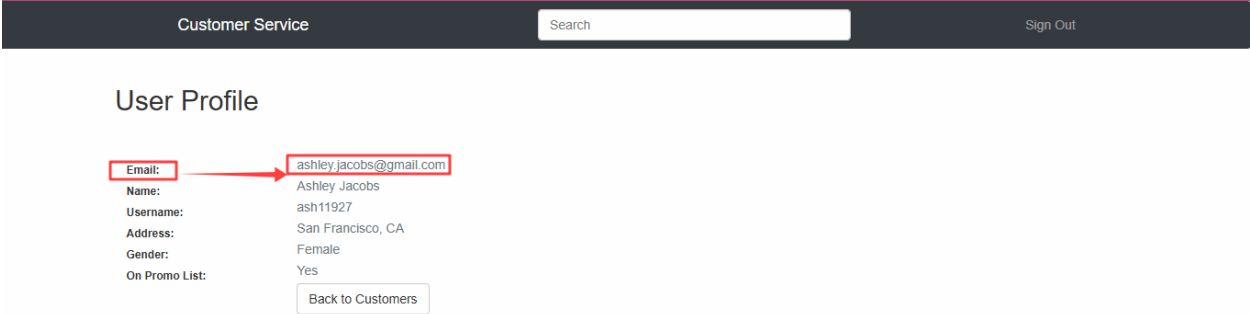 Customer Service Search Sign Out
User Profile
Email: ashley.jacobs@gmail.com
Name: Ashley Jacobs
Username: ash11927
Address: San Francisco, CA
Gender: Female
On Promo List: Yes
Back to Customers